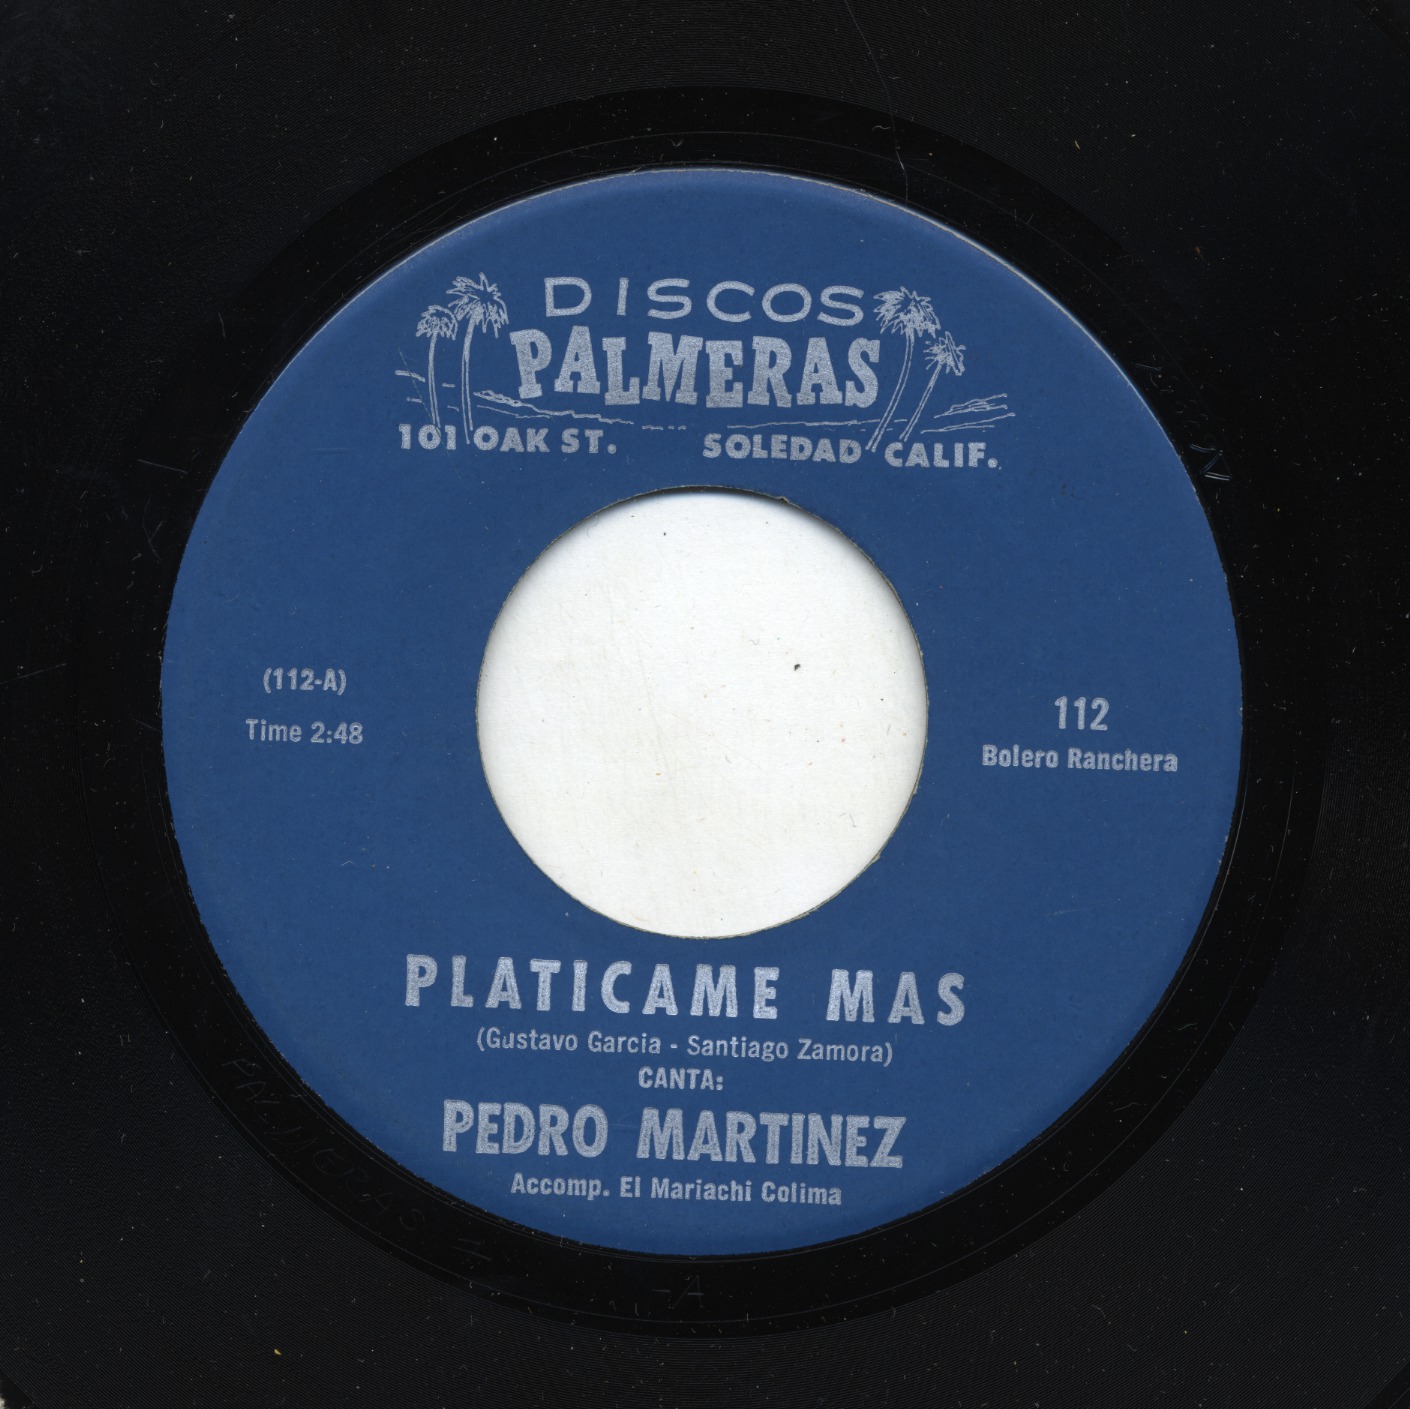 DISCOS
PALMERAS
101 OAK ST. SOLEDAD CALIF.
(112-A)
Time 2:48
112
Bolero Ranchera
PLATICAME MAS
(Gustavo Garcia - Santiago Zamora)
CANTA:
PEDRO MARTINEZ
Accomp. El Mariachi Colima
PALMERAS
-A